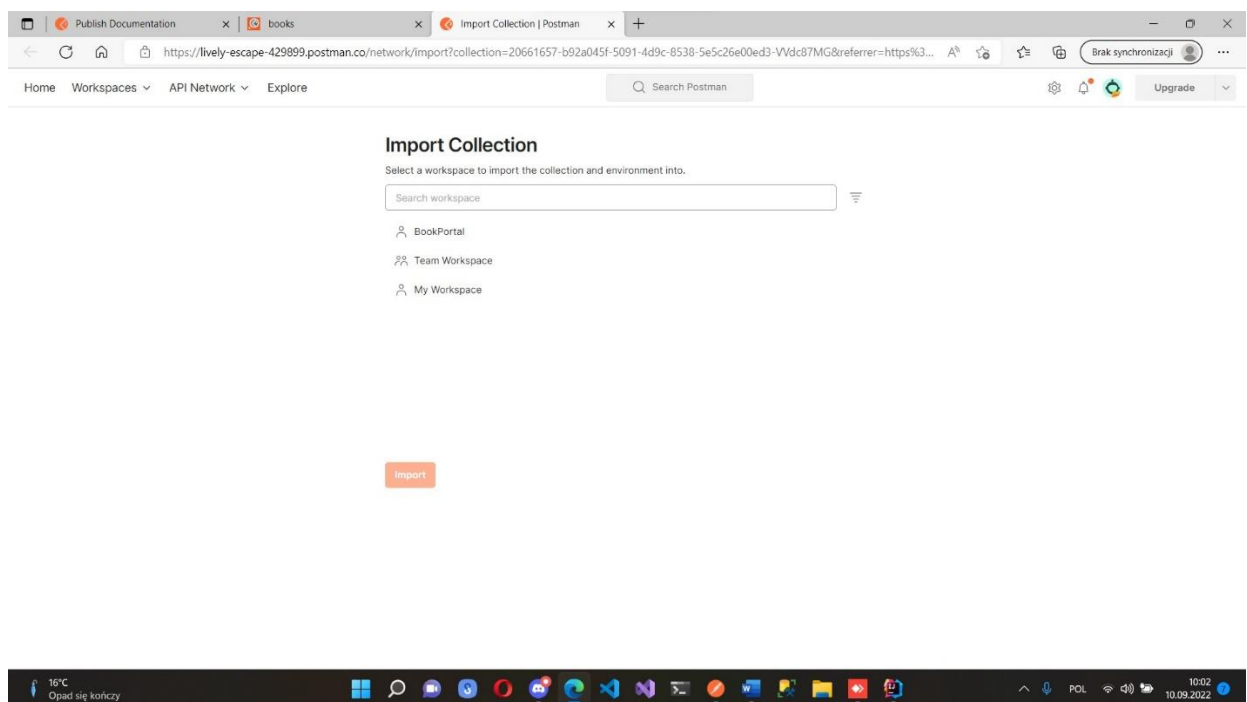 Publish Documentation
books
Import Collection | Postman
https://lively-escape-429899.postman.co/network/import?collection=20661657-b92a045f-5091-4d9c-8538-5e5c26e00ed3-VVdc87MG&referrer=https%3...
Brak synchronizacji
Home Workspaces API Network Explore
Search Postman
Upgrade
Import Collection
Select a workspace to import the collection and environment into.
Search workspace
BookPortal
Team Workspace
My Workspace
Import
16°C
Opad się kończy
POL
10:02
10.09.2022
7